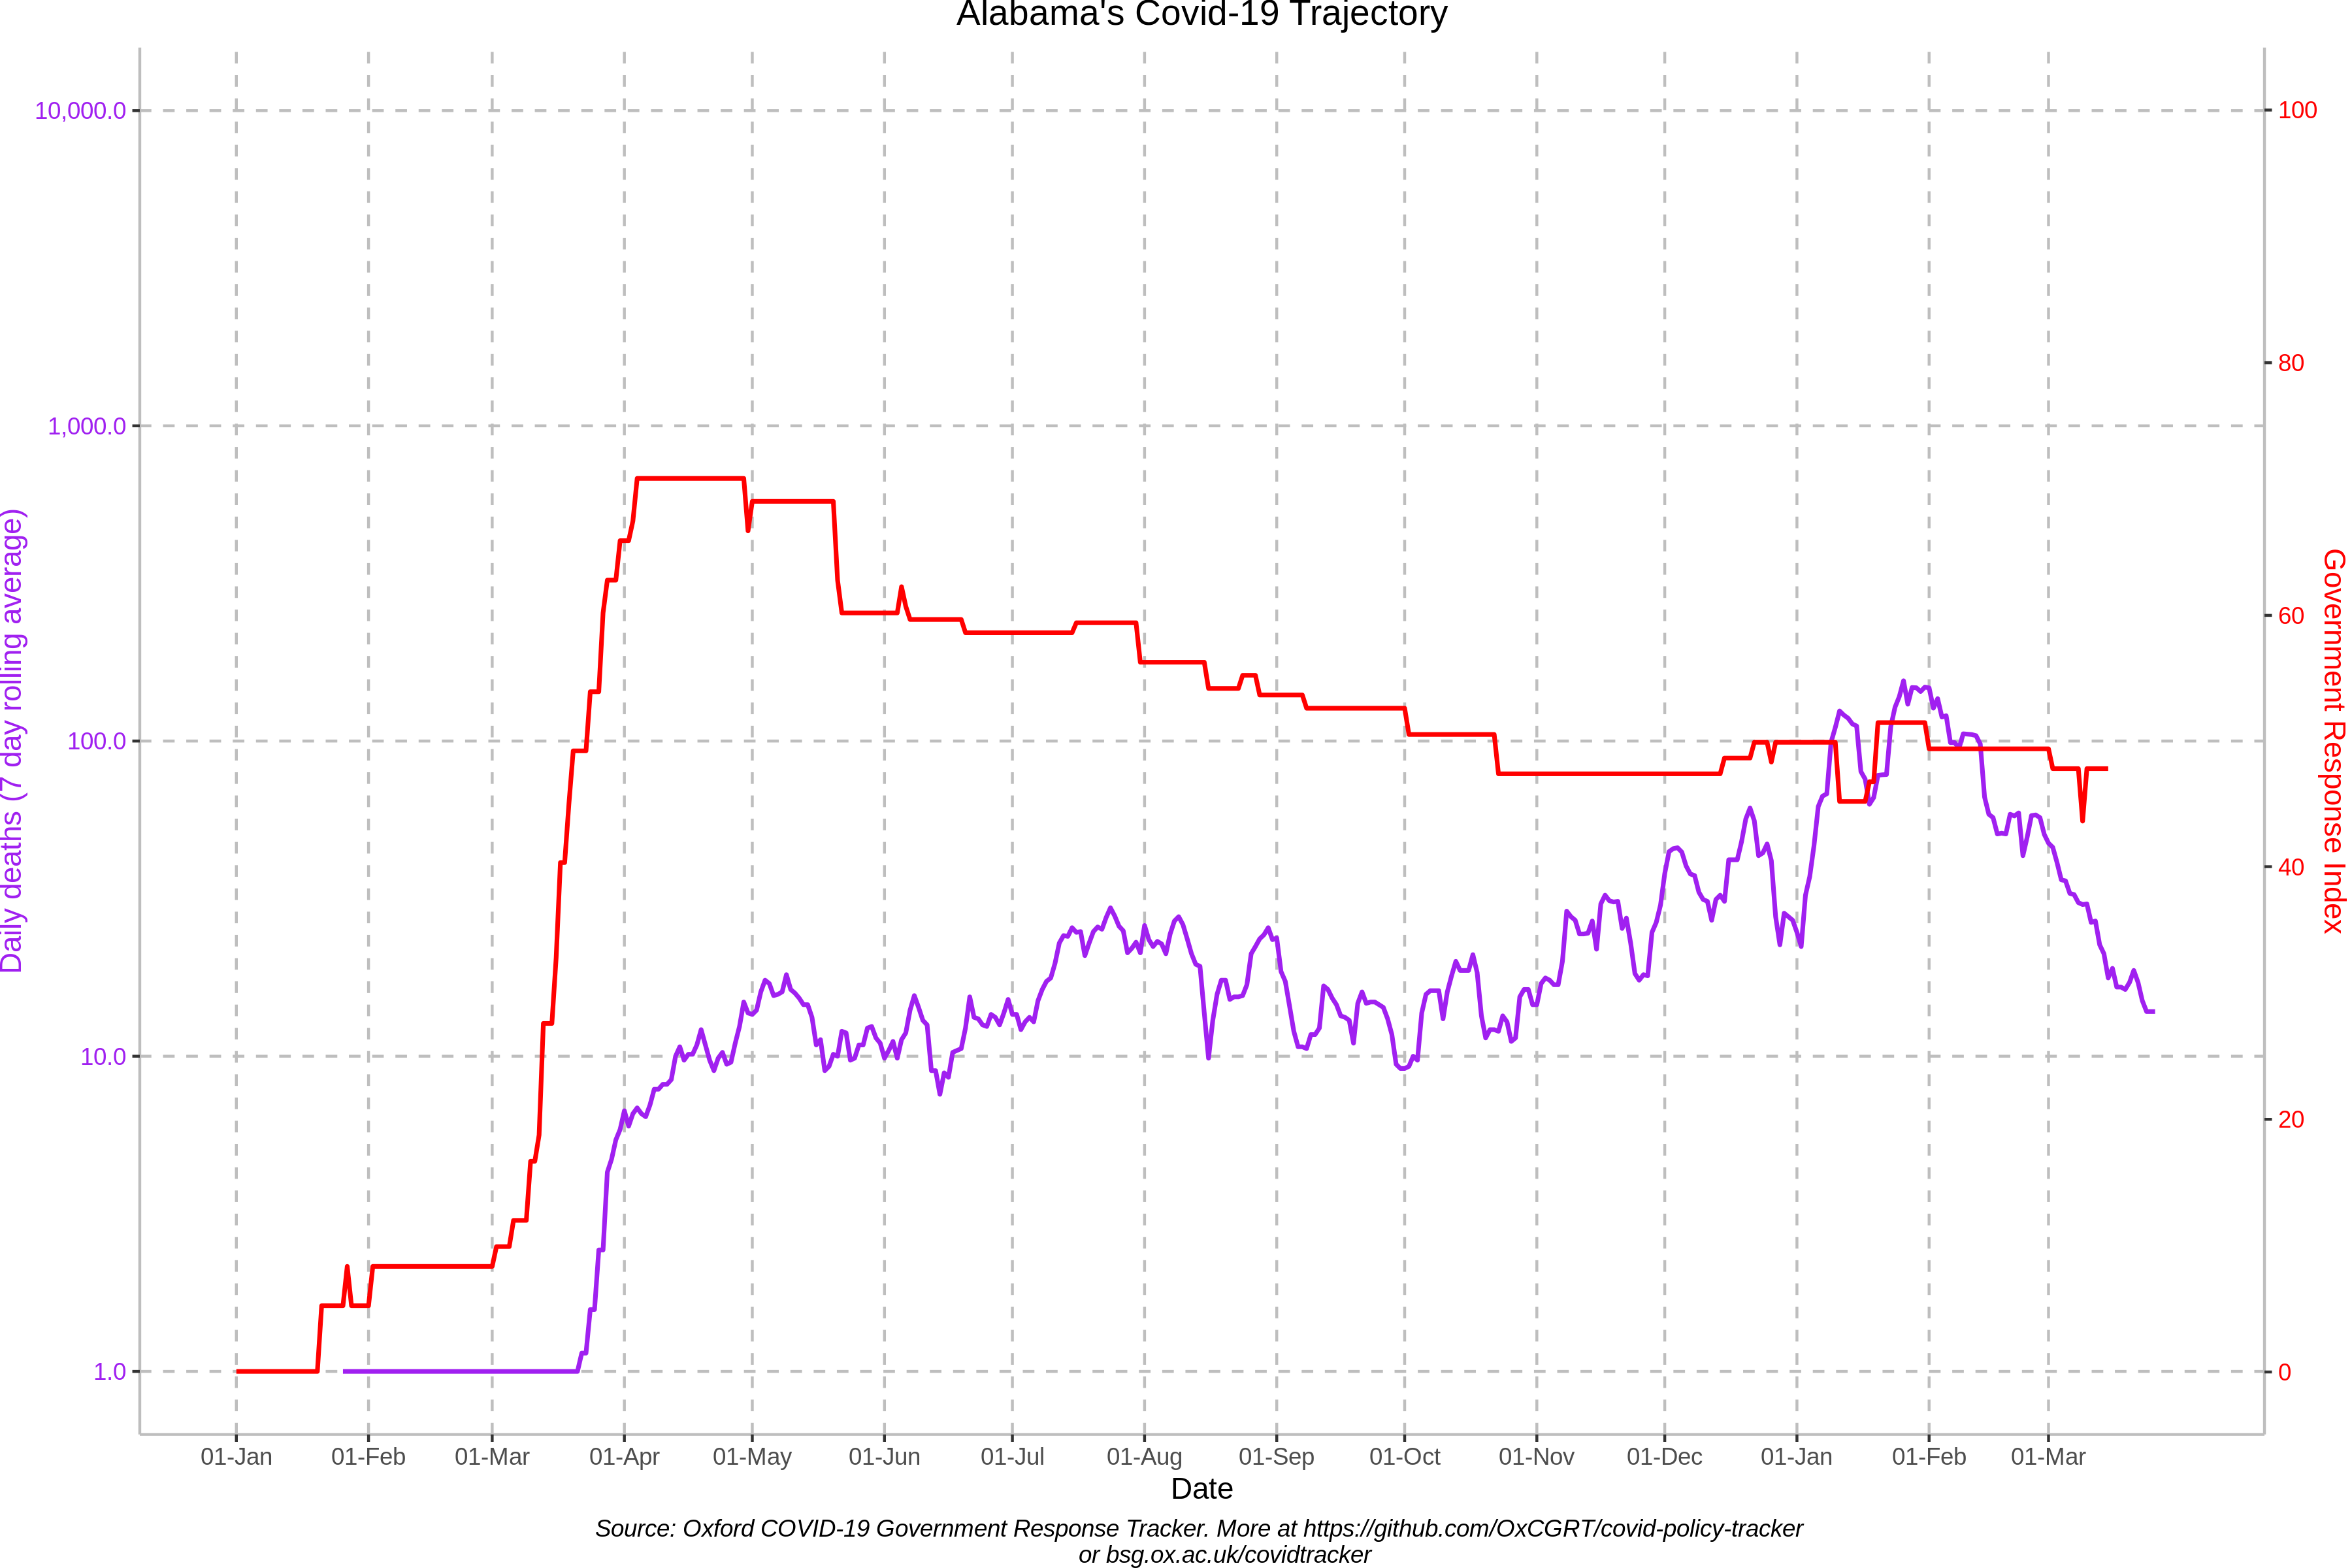 Alabama's Covid-19 Trajectory
10,000.0
1,000.0
100.0
10.0
1.0
Daily deaths (7 day rolling average)
100
80
60
40
20
0
Government Response Index
01-Jan 01-Feb 01-Mar 01-Apr 01-May 01-Jun 01-Jul 01-Aug 01-Sep 01-Oct 01-Nov 01-Dec 01-Jan 01-Feb 01-Mar
Date
Source: Oxford COVID-19 Government Response Tracker. More at https://github.com/OxCGRT/covid-policy-tracker
or bsg.ox.ac.uk/covidtracker